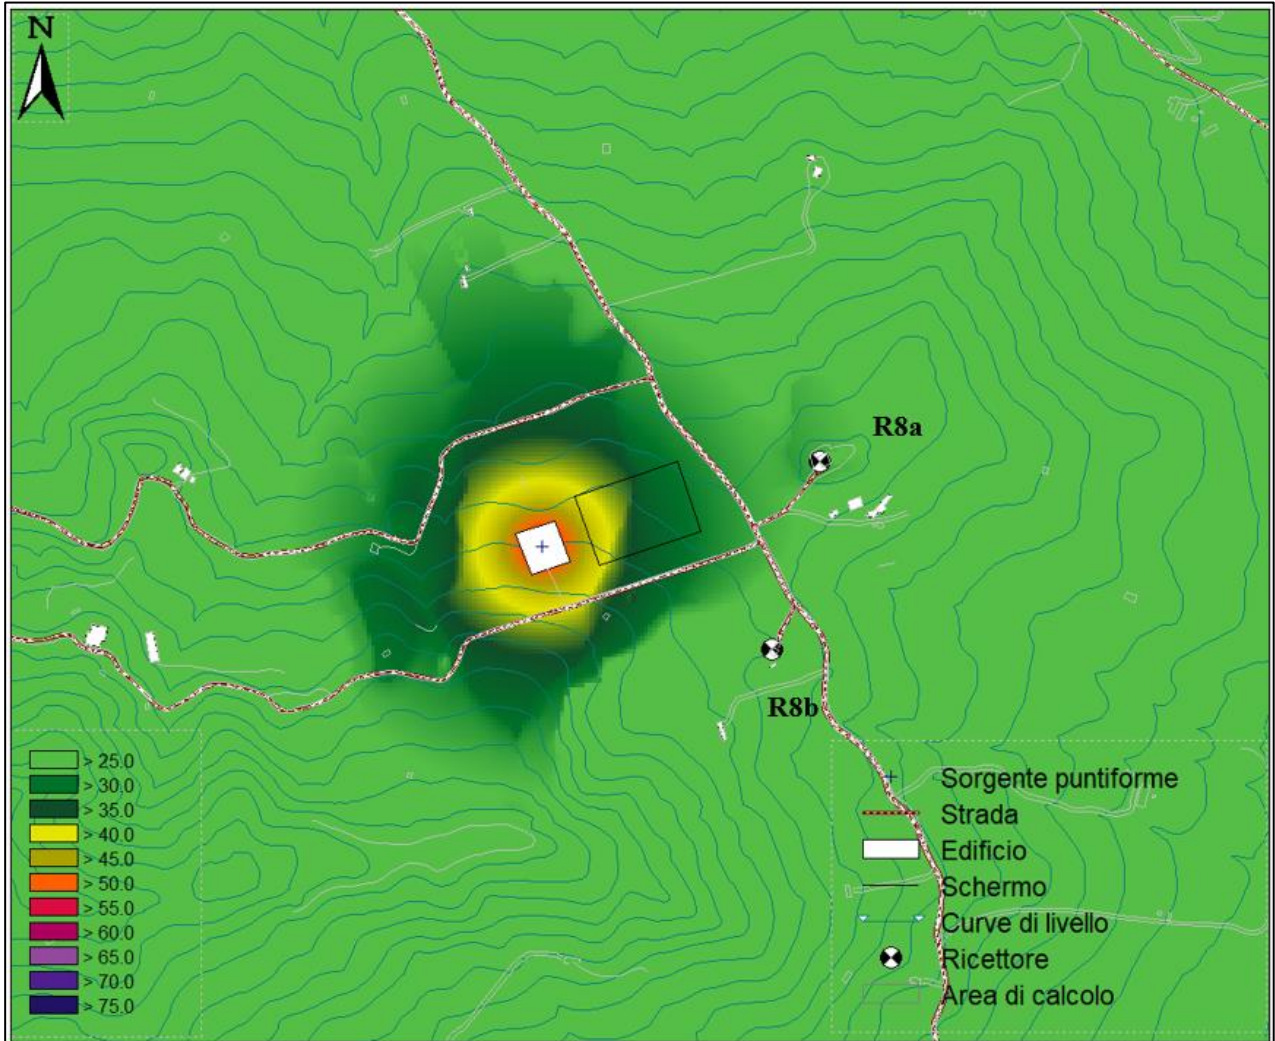 N
R8a
R8b
> 25.0
> 30.0
> 35.0
> 40.0
> 45.0
> 50.0
> 55.0
> 60.0
> 65.0
> 70.0
> 75.0
Sorgente puntiforme
Strada
Edificio
Schermo
Curve di livello
Ricettore
Area di calcolo